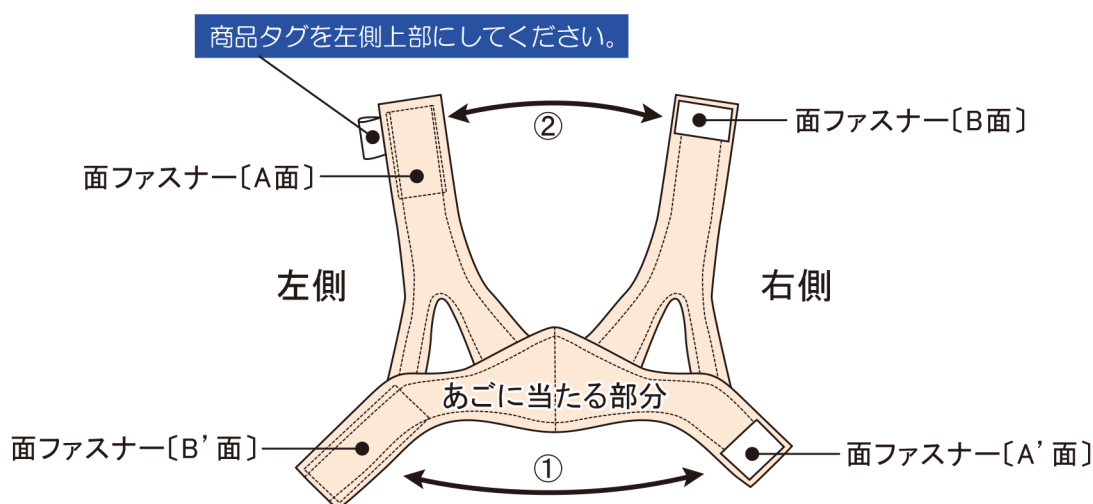 商品タグを左側上部にしてください。
②
面ファスナー〔B面〕
面ファスナー〔A面〕
左側
右側
あごに当たる部分
面ファスナー〔B’面〕
面ファスナー〔A’面〕
①